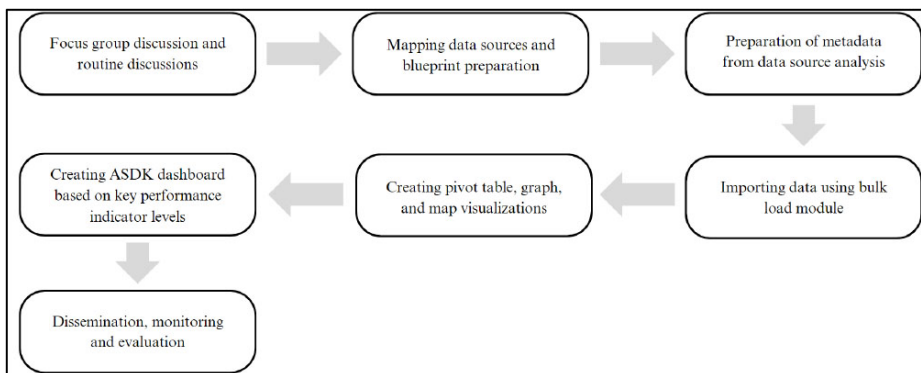 Focus group discussion and
routine discussions
Mapping data sources and
blueprint preparation
Preparation of metadata
from data source analysis
Importing data using bulk
load module
Creating pivot table, graph,
and map visualizations
Creating ASDK dashboard
based on key performance
indicator levels
Dissemination, monitoring
and evaluation